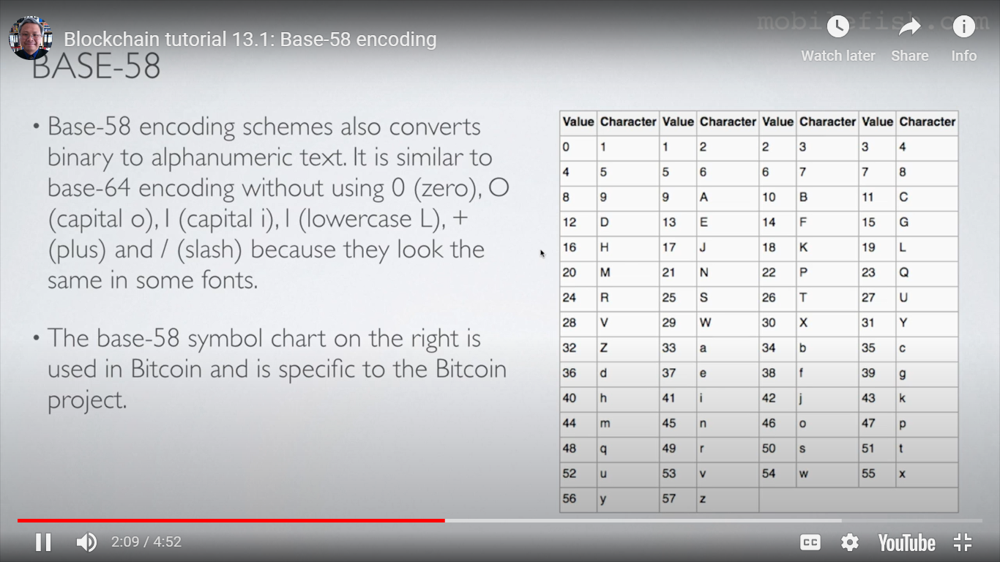 mobilefish.com
Blockchain tutorial 13.1: Base-58 encoding
Watch later Share Info
BASE-58
• Base-58 encoding schemes also converts
binary to alphanumeric text. It is similar to
base-64 encoding without using 0 (zero), O
(capital o), I (capital i), l (lowercase L), +
(plus) and / (slash) because they look the
same in some fonts.
• The base-58 symbol chart on the right is
used in Bitcoin and is specific to the Bitcoin
project.
Value Character Value Character Value Character Value Character
0 1 1 2 2 3 3 4
4 5 5 6 6 7 7 8
8 9 9 A 10 B 11 C
12 D 13 E 14 F 15 G
16 H 17 J 18 K 19 L
20 M 21 N 22 P 23 Q
24 R 25 S 26 T 27 U
28 V 29 W 30 X 31 Y
32 Z 33 a 34 b 35 c
36 d 37 e 38 f 39 g
40 h 41 i 42 j 43 k
44 m 45 n 46 o 47 p
48 q 49 r 50 s 51 t
52 u 53 v 54 w 55 x
56 y 57 z
2:09 / 4:52
CC YouTube